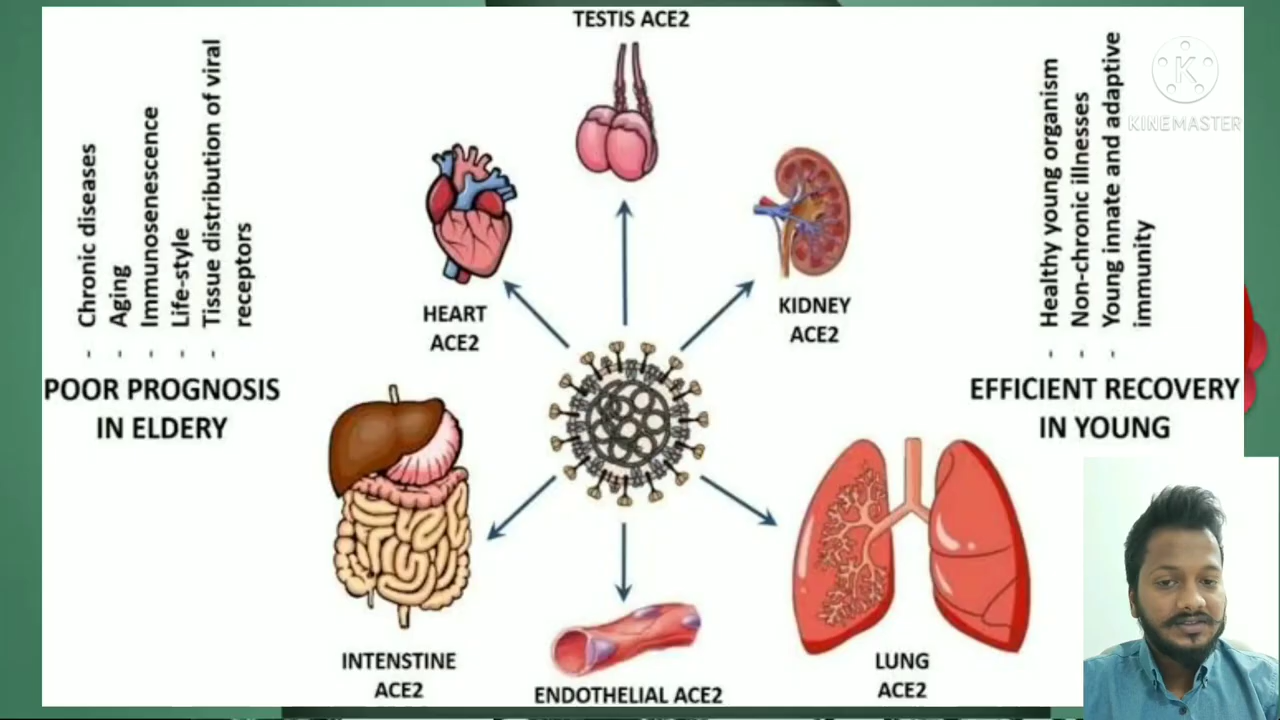 TESTIS ACE2
- Chronic diseases
- Aging
- Immunosenescence
- Life-style
- Tissue distribution of viral
receptors
POOR PROGNOSIS
IN ELDERY
HEART
ACE2
KIDNEY
ACE2
- Healthy young organism
- Non-chronic illnesses
- Young innate and adaptive
immunity
EFFICIENT RECOVERY
IN YOUNG
K
KINEMASTER
INTENSTINE
ACE2
ENDOTHELIAL ACE2
LUNG
ACE2